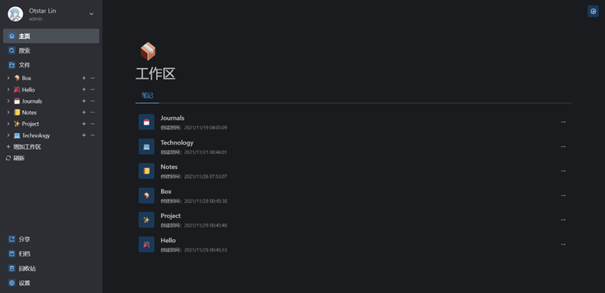 Otstar Lin
admin
主页
搜索
文件
Box
Hello
Journals
Notes
Project
Technology
增加工作区
刷新
分享
归档
回收站
设置
工作区
笔记
Journals
创建时间：2021/11/19 04:05:09
Technology
创建时间：2021/11/21 09:46:01
Notes
创建时间：2021/11/26 07:53:07
Box
创建时间：2021/11/29 00:45:38
Project
创建时间：2021/11/29 00:45:48
Hello
创建时间：2021/11/29 00:45:52